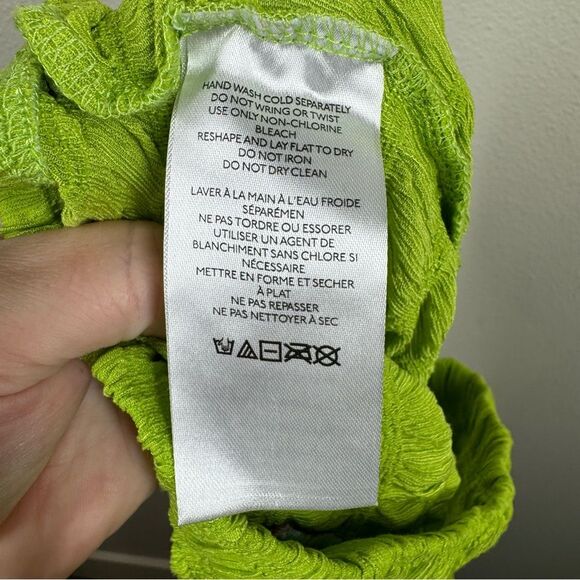 HAND WASH COLD SEPARATELY
DO NOT WRING OR TWIST
USE ONLY NON-CHLORINE
BLEACH
RESHAPE AND LAY FLAT TO DRY
DO NOT IRON
DO NOT DRY CLEAN
LAVER À LA MAIN À L'EAU FROIDE
SÉPARÉMEN
NE PAS TORDRE OU ESSORER
UTILISER UN AGENT DE
BLANCHIMENT SANS CHLORE SI
NÉCESSAIRE
METTRE EN FORME ET SECHER
À PLAT
NE PAS REPASSER
NE PAS NETTOYER À SEC